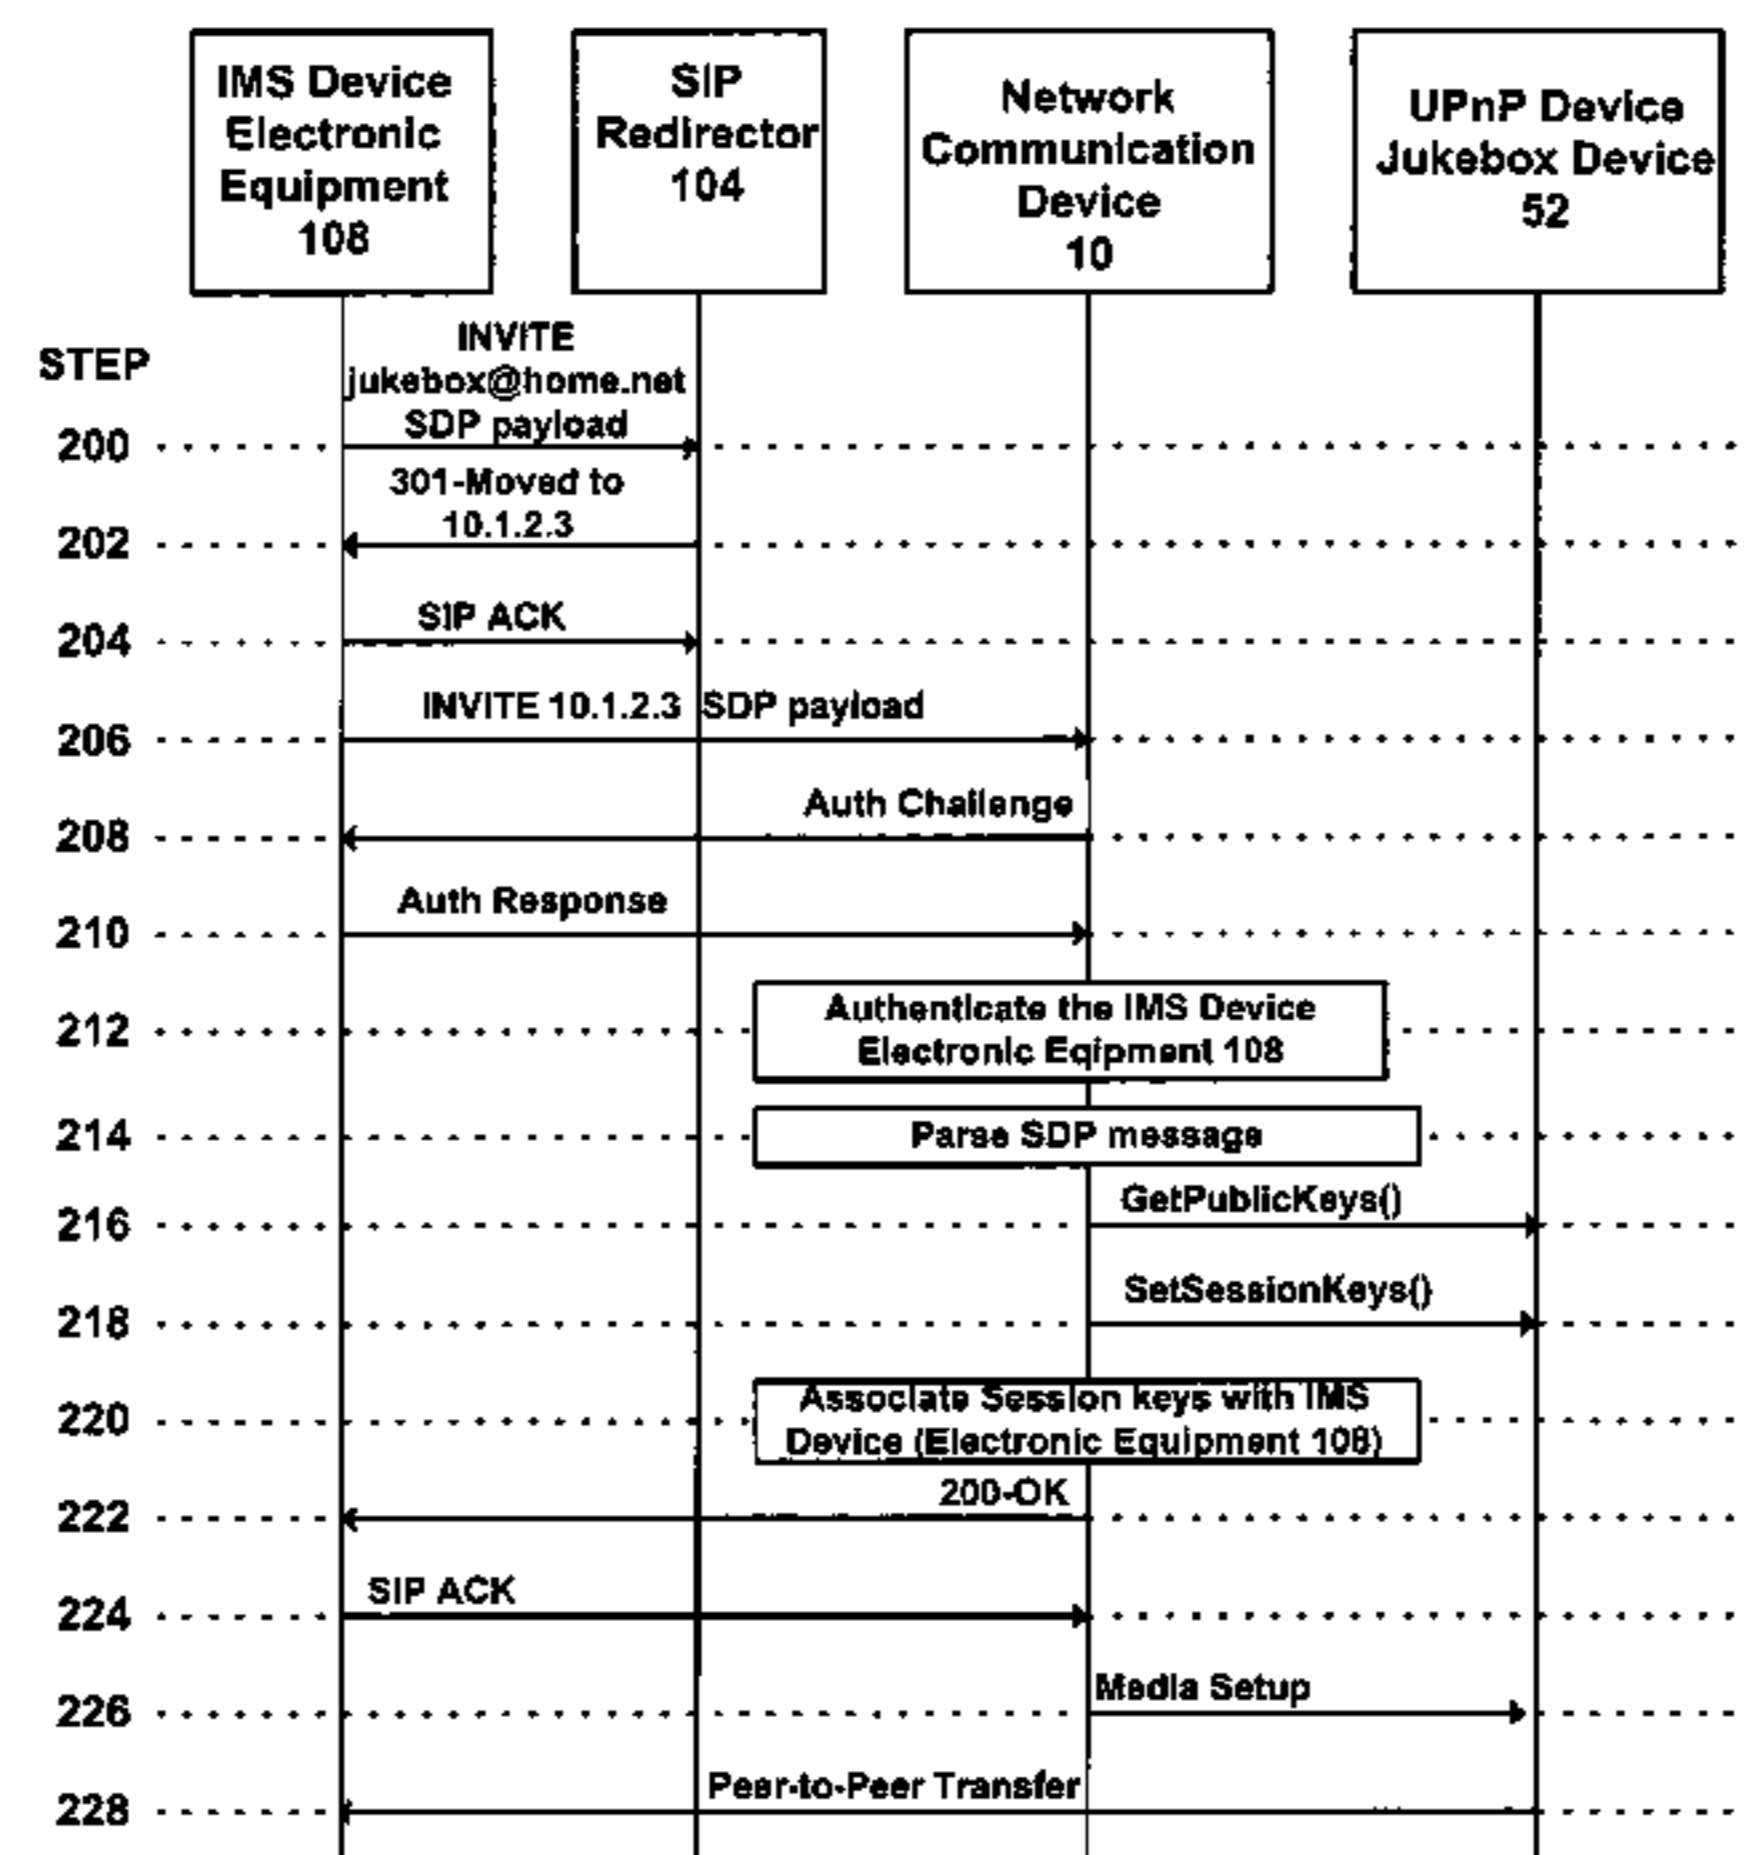 IMS Device
Electronic
Equipment
108
SIP
Redirector
104
Network
Communication
Device
10
UPnP Device
Jukebox Device
52
STEP
INVITE
jukebox@home.net
SDP payload
200
301-Moved to
10.1.2.3
202
SIP ACK
204
INVITE 10.1.2.3 SDP payload
206
Auth Challenge
208
Auth Response
210
Authenticate the IMS Device
Electronic Eqipment 108
212
Parse SDP message
214
GetPublicKeys()
216
SetSessionKeys()
218
Associate Session keys with IMS
Device (Electronic Equipment 108)
220
200-OK
222
SIP ACK
224
Media Setup
226
Peer-to-Peer Transfer
228